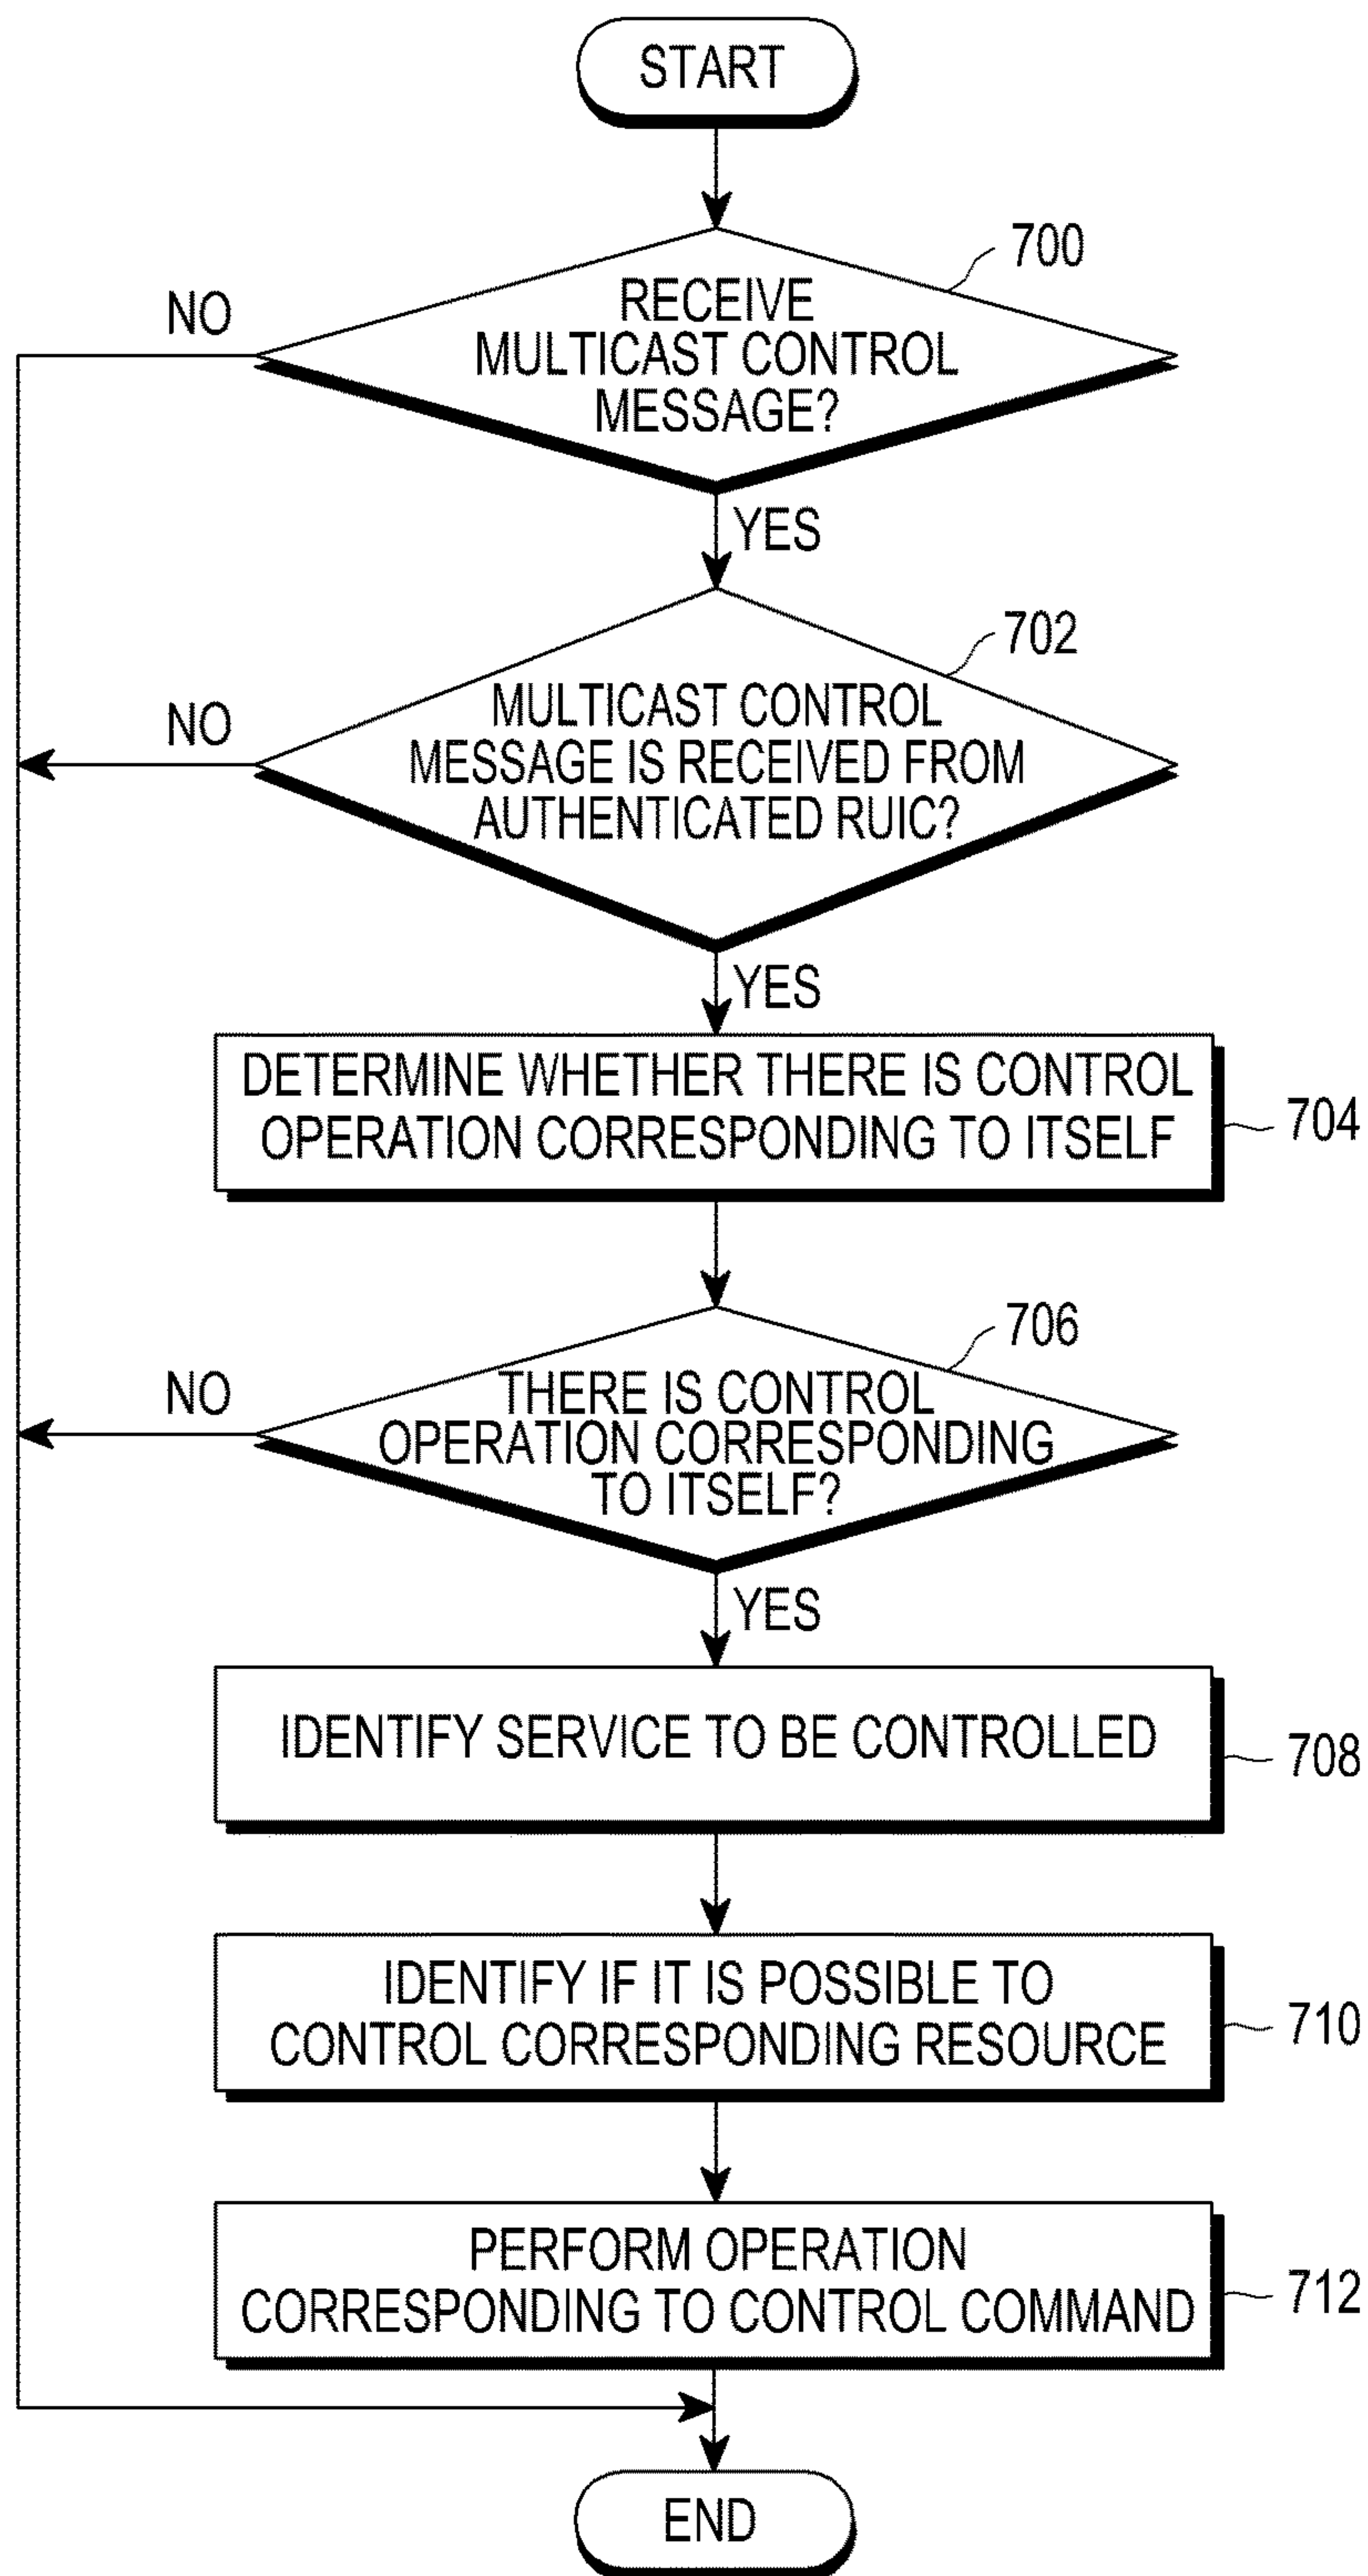 START
700
RECEIVE
MULTICAST CONTROL
MESSAGE?
NO
YES
702
MULTICAST CONTROL
MESSAGE IS RECEIVED FROM
AUTHENTICATED RUIC?
NO
YES
DETERMINE WHETHER THERE IS CONTROL
OPERATION CORRESPONDING TO ITSELF
704
706
THERE IS CONTROL
OPERATION CORRESPONDING
TO ITSELF?
NO
YES
IDENTIFY SERVICE TO BE CONTROLLED
708
IDENTIFY IF IT IS POSSIBLE TO
CONTROL CORRESPONDING RESOURCE
710
PERFORM OPERATION
CORRESPONDING TO CONTROL COMMAND
712
END